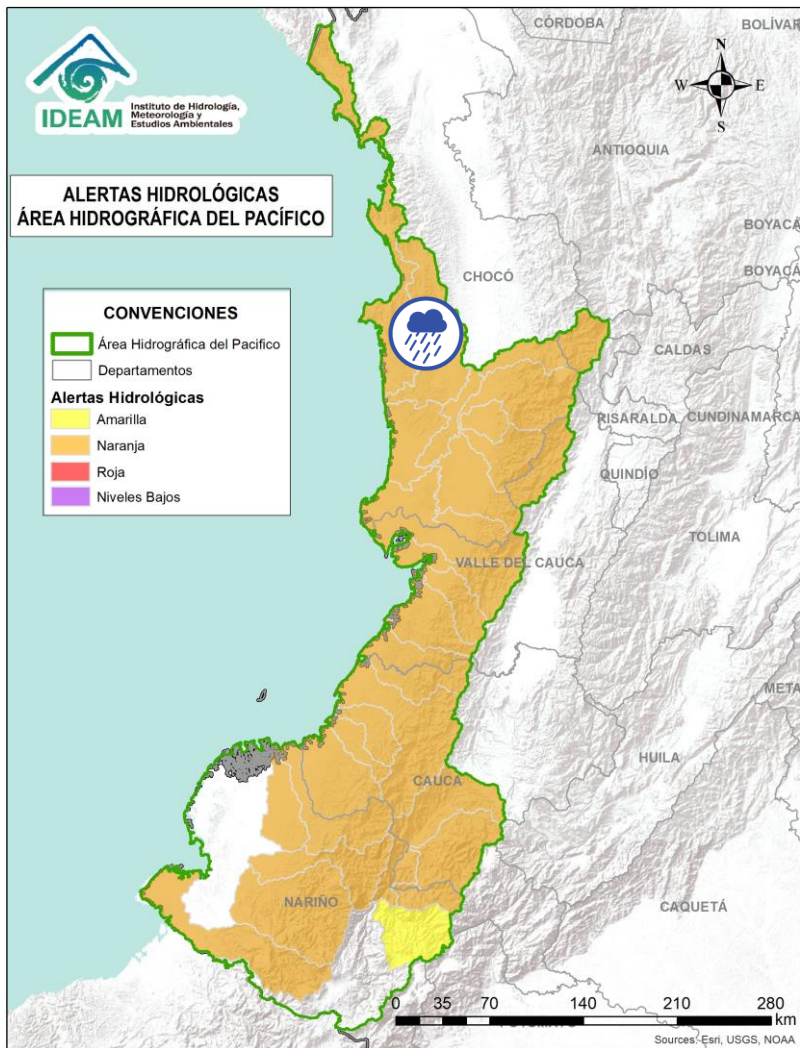 CÓRDOBA
BOLÍVAR
N
W
E
S
IDEAM
Instituto de Hidrología,
Meteorología y
Estudios Ambientales
ANTIOQUIA
ALERTAS HIDROLÓGICAS
ÁREA HIDROGRÁFICA DEL PACÍFICO
BOYACÁ
BOYACÁ
CHOCÓ
CONVENCIONES
Área Hidrográfica del Pacifico
Departamentos
Alertas Hidrológicas
Amarilla
Naranja
Roja
Niveles Bajos
CALDAS
RISARALDA
CUNDINAMARCA
QUINDÍO
TOLIMA
VALLE DEL CAUCA
META
HUILA
CAUCA
NARIÑO
CAQUETÁ
0 35 70 140 210 280
km
Sources: Esri, USGS, NOAA